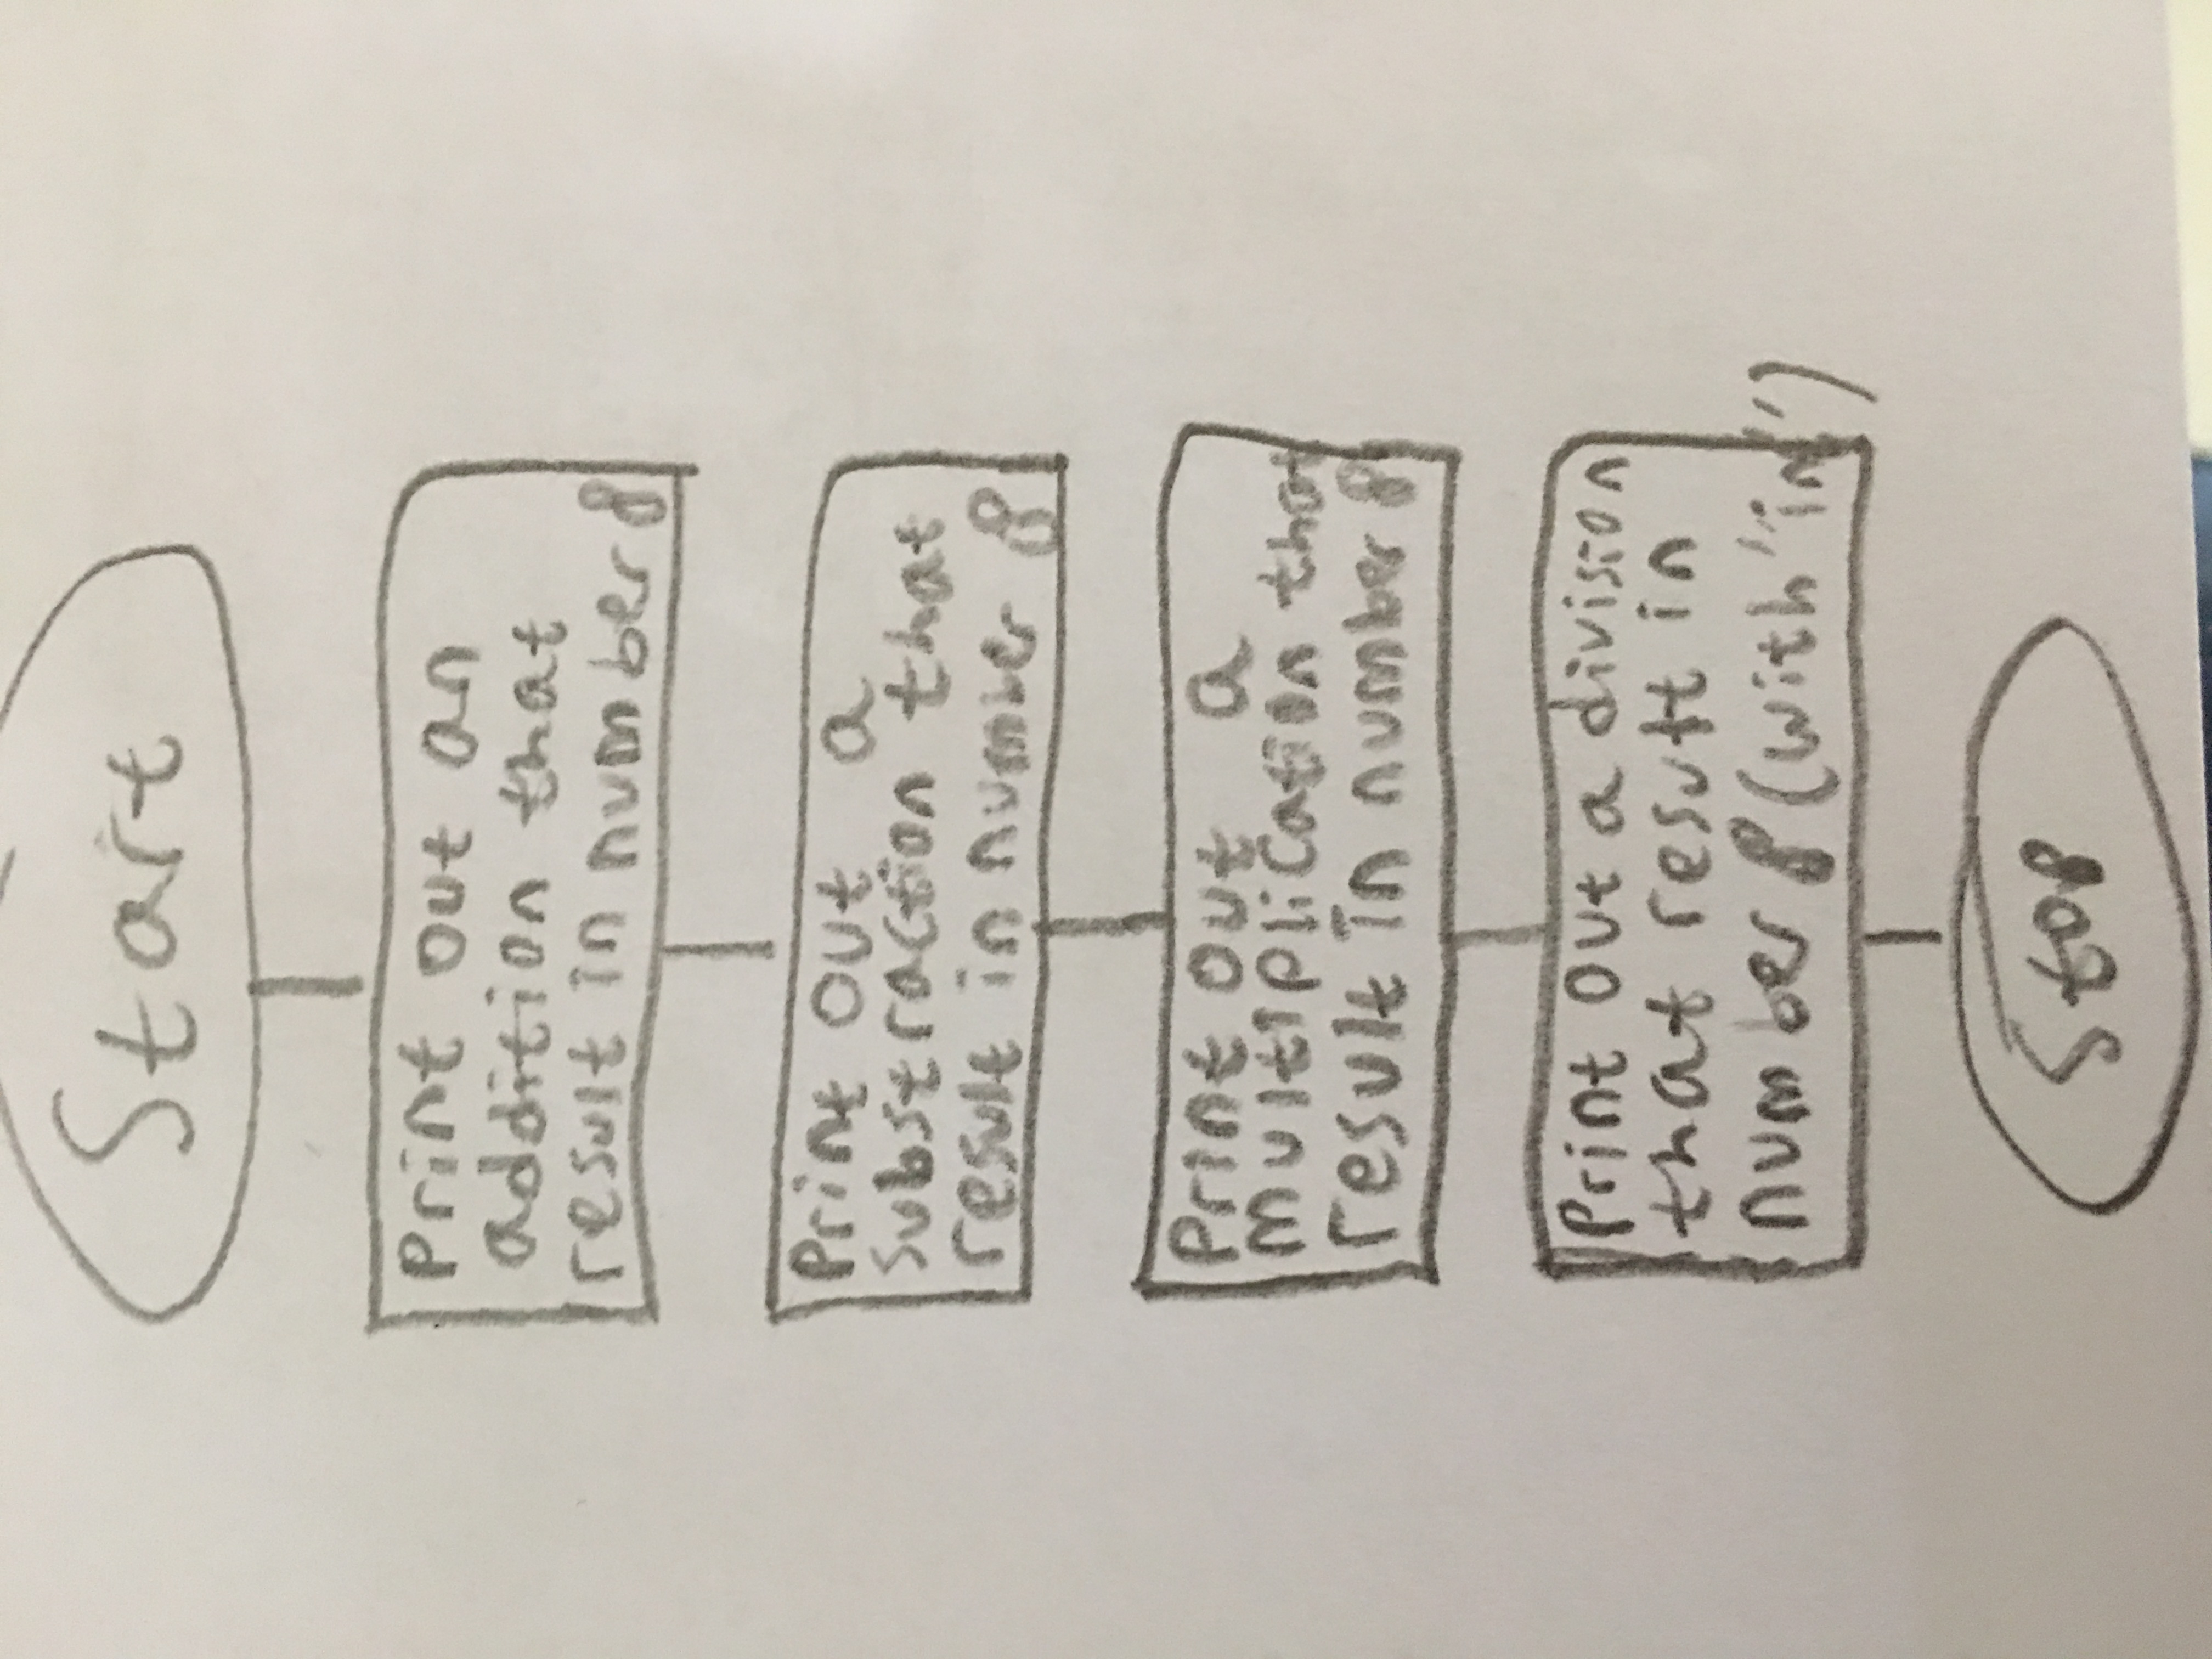 Start
Print out an
addition that
result in number 8
Print out a
substraction that
result in number 8
Print out a
multiplication that
result in number 8
Print out a division
that result in
number 8 (with "in")
Stop